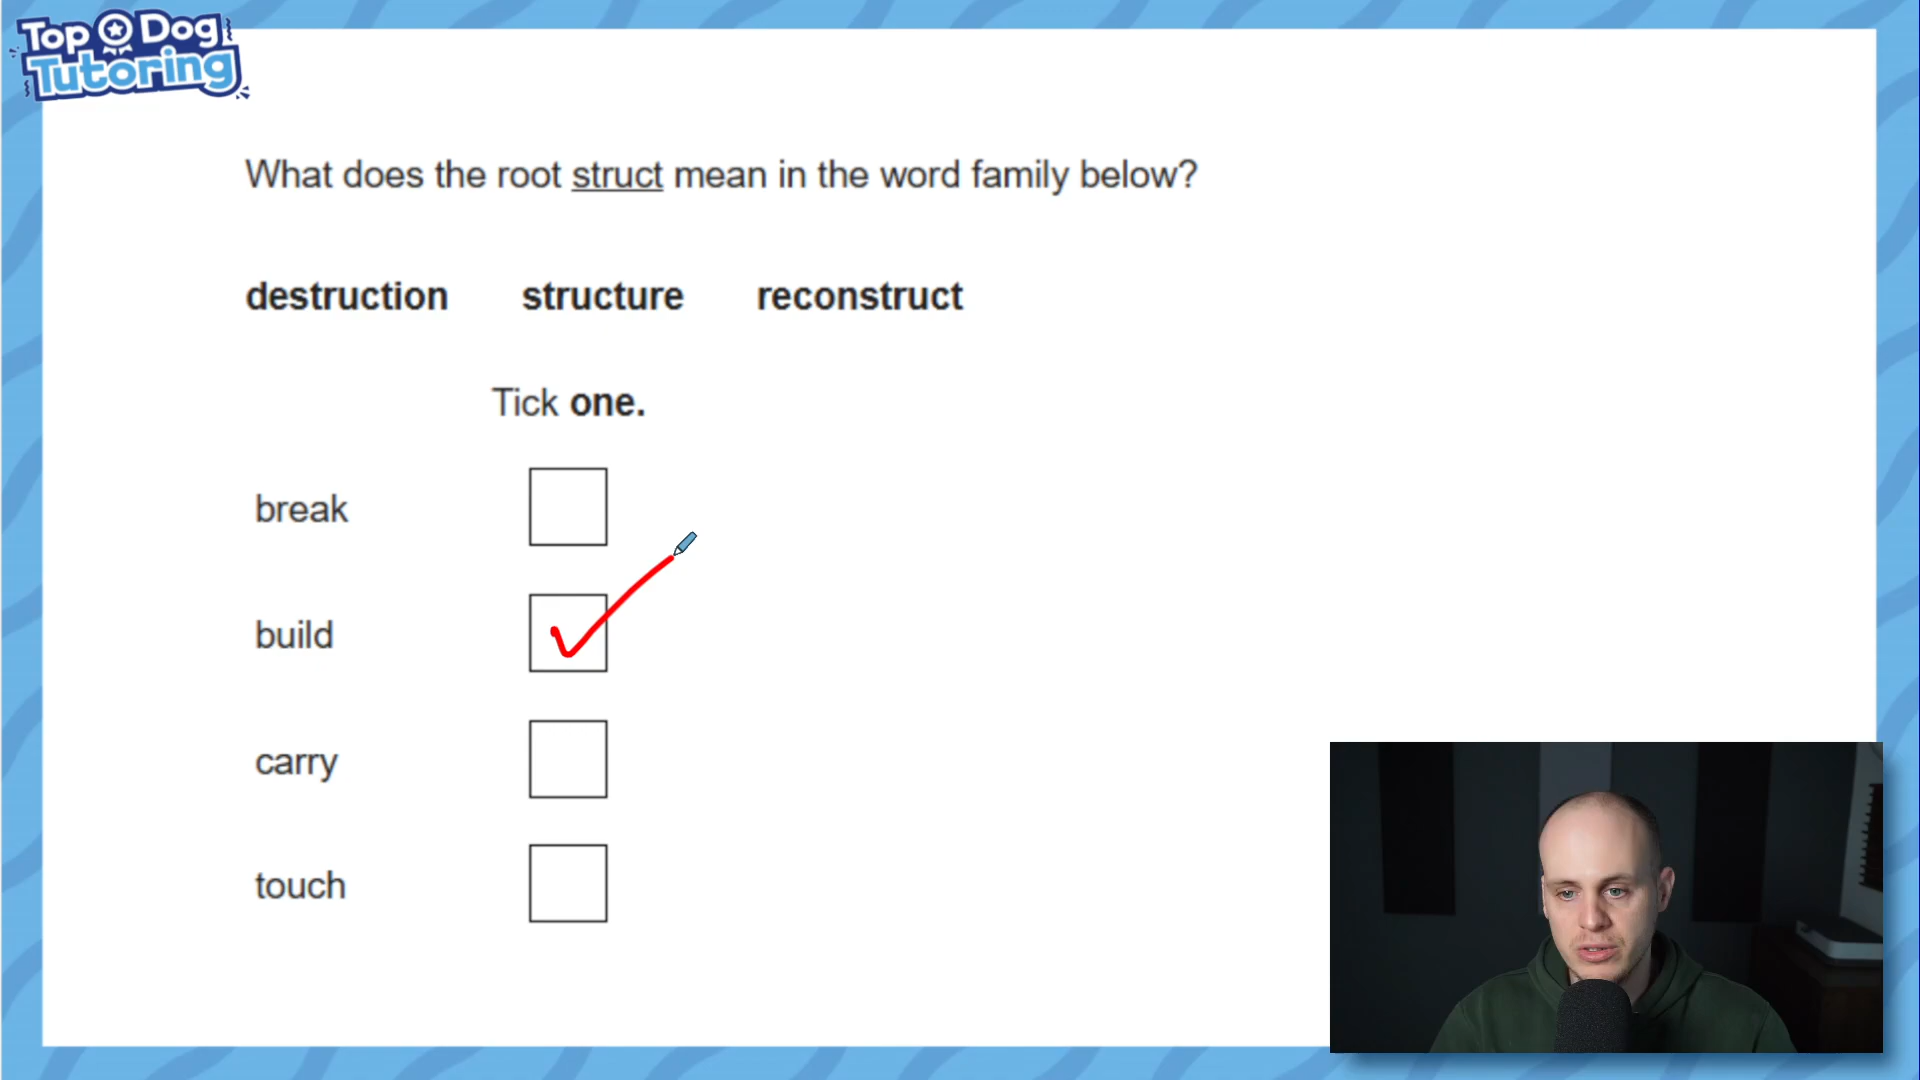 Top Dog
Tutoring
What does the root struct mean in the word family below?
destruction structure reconstruct
Tick one.
break
build
carry
touch